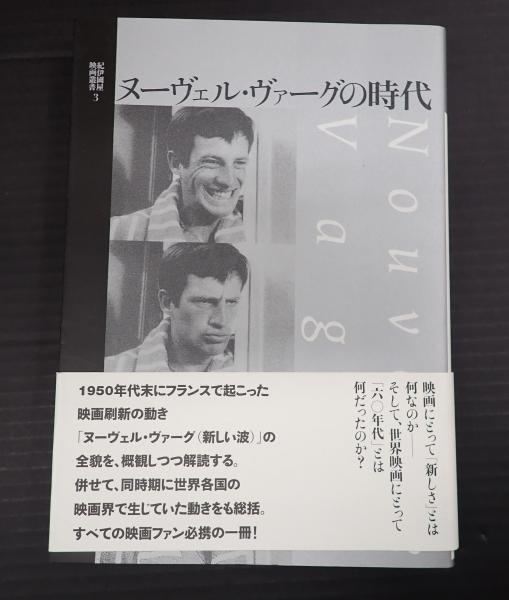 紀伊國屋
映画叢書
3
ヌーヴェル・ヴァーグの時代
Nouv
Vag
映画にとって「新しさ」とは
何なのか――
そして、世界映画にとって
「六〇年代」とは
何だったのか？
1950年代末にフランスで起こった
映画刷新の動き
「ヌーヴェル・ヴァーグ（新しい波）」の
全貌を、概観しつつ解読する。
併せて、同時期に世界各国の
映画界で生じていた動きをも総括。
すべての映画ファン必携の一冊！